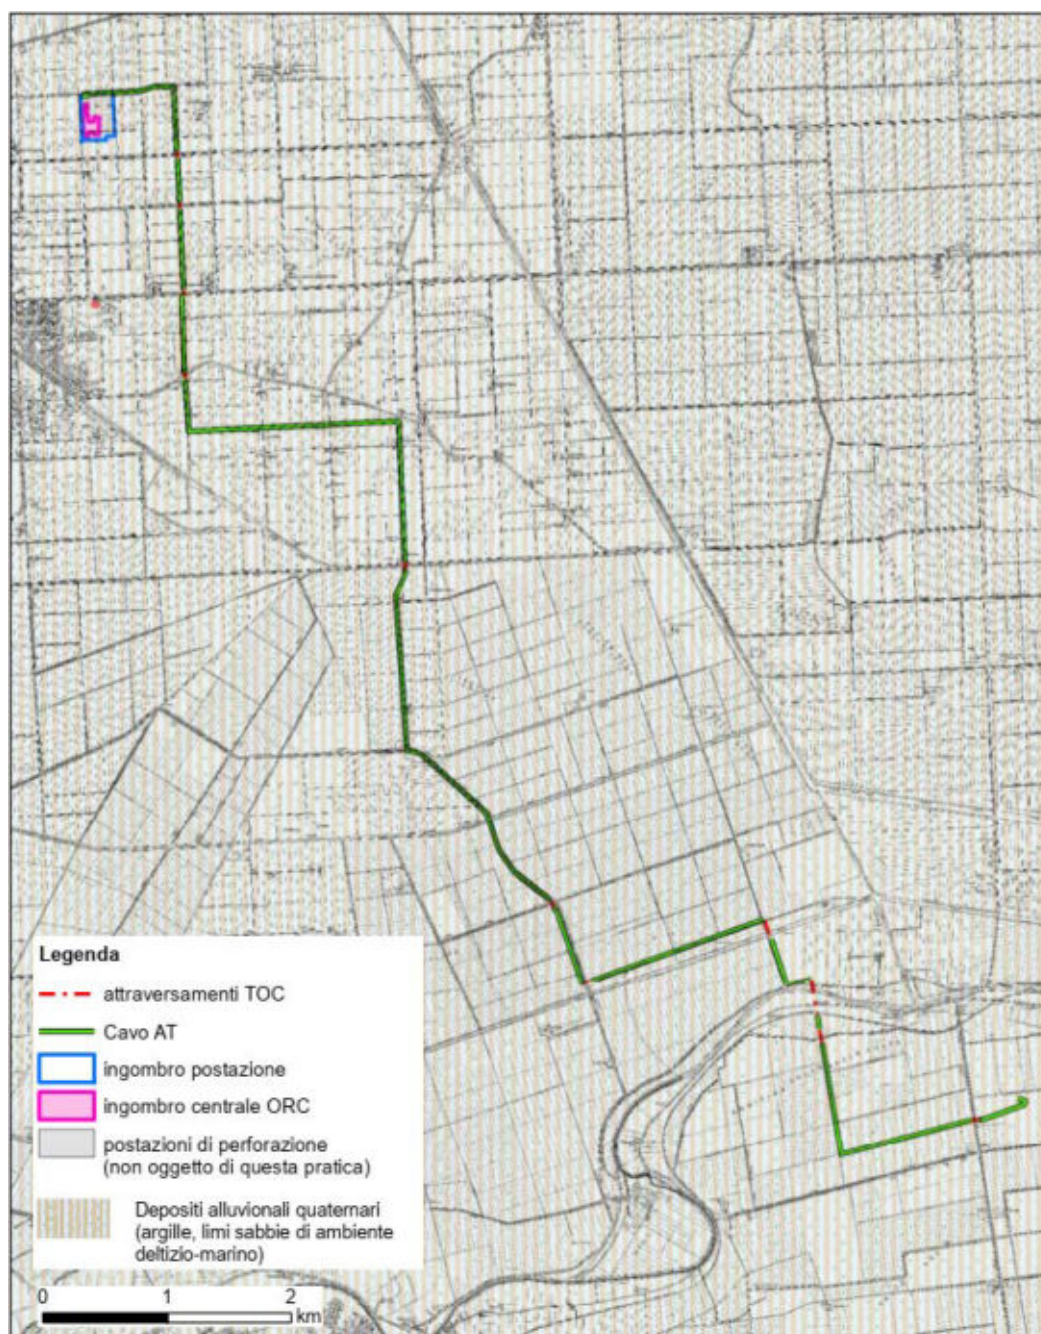 Legenda
attraversamenti TOC
Cavo AT
ingombro postazione
ingombro centrale ORC
postazioni di perforazione
(non oggetto di questa pratica)
Depositi alluvionali quaternari
(argille, limi sabbie di ambiente
deltizio-marino)
0 1 2
km